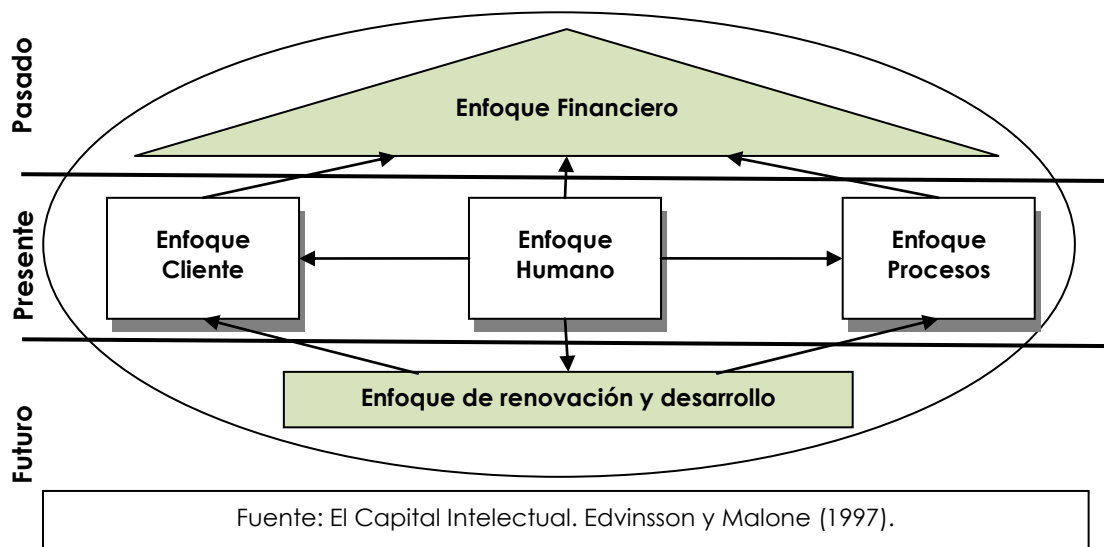 Pasado
Enfoque Financiero
Presente
Enfoque
Cliente
Enfoque
Humano
Enfoque
Procesos
Futuro
Enfoque de renovación y desarrollo
Fuente: El Capital Intelectual. Edvinsson y Malone (1997).